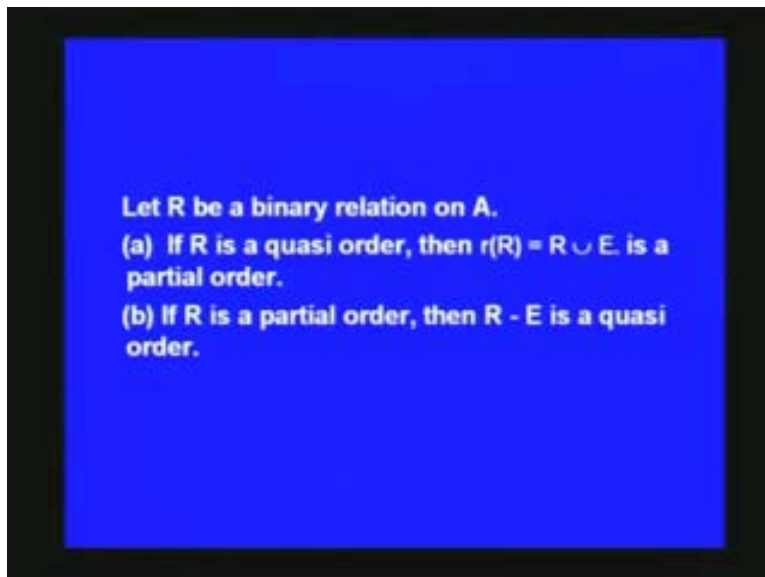 Let R be a binary relation on A.
(a) If R is a quasi order, then r(R) = R ∪ E. is a
partial order.
(b) If R is a partial order, then R - E is a quasi
order.